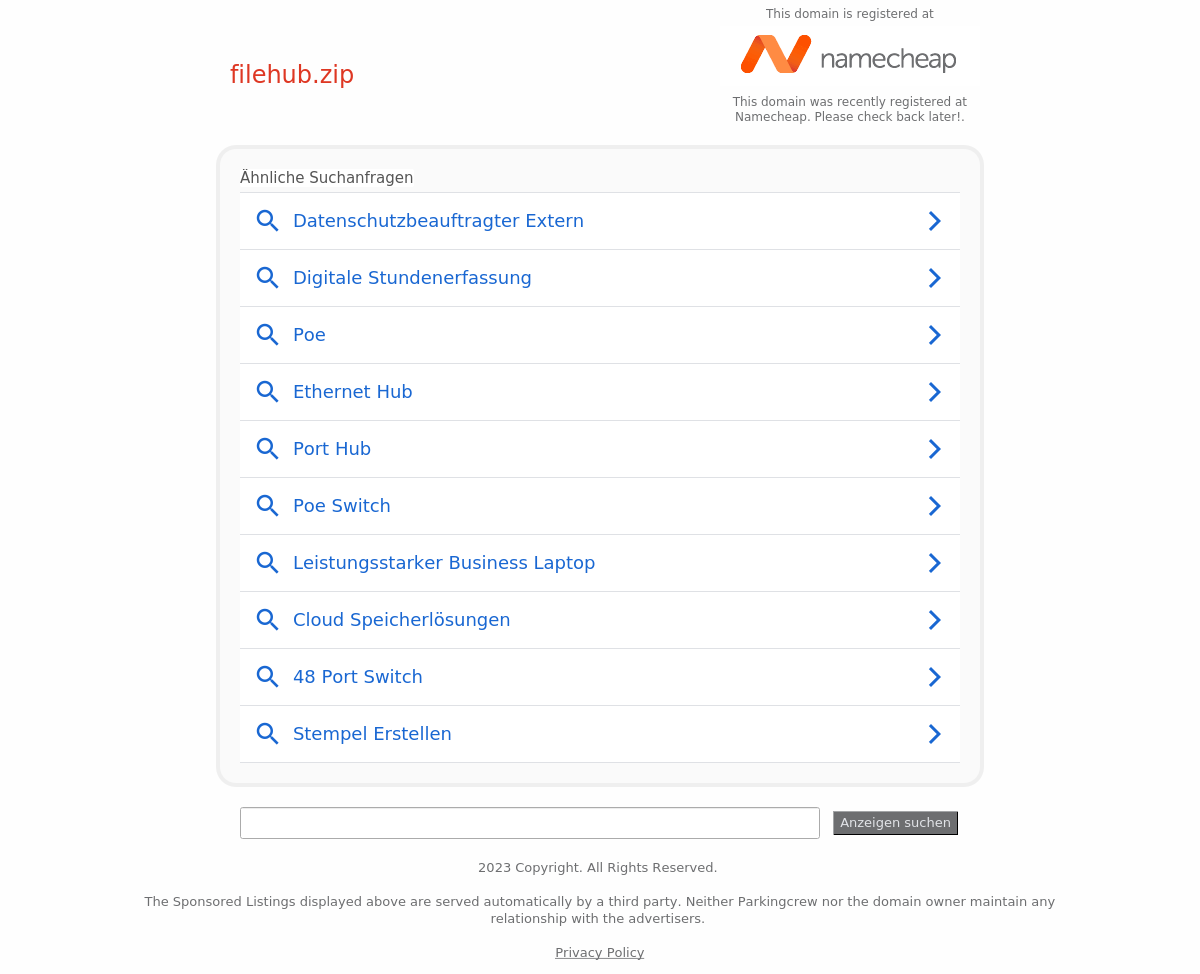 This domain is registered at
namecheap
filehub.zip
This domain was recently registered at
Namecheap. Please check back later!.
Ähnliche Suchanfragen
Datenschutzbeauftragter Extern
Digitale Stundenerfassung
Poe
Ethernet Hub
Port Hub
Poe Switch
Leistungsstarker Business Laptop
Cloud Speicherlösungen
48 Port Switch
Stempel Erstellen
Anzeigen suchen
2023 Copyright. All Rights Reserved.
The Sponsored Listings displayed above are served automatically by a third party. Neither Parkingcrew nor the domain owner maintain any
relationship with the advertisers.
Privacy Policy